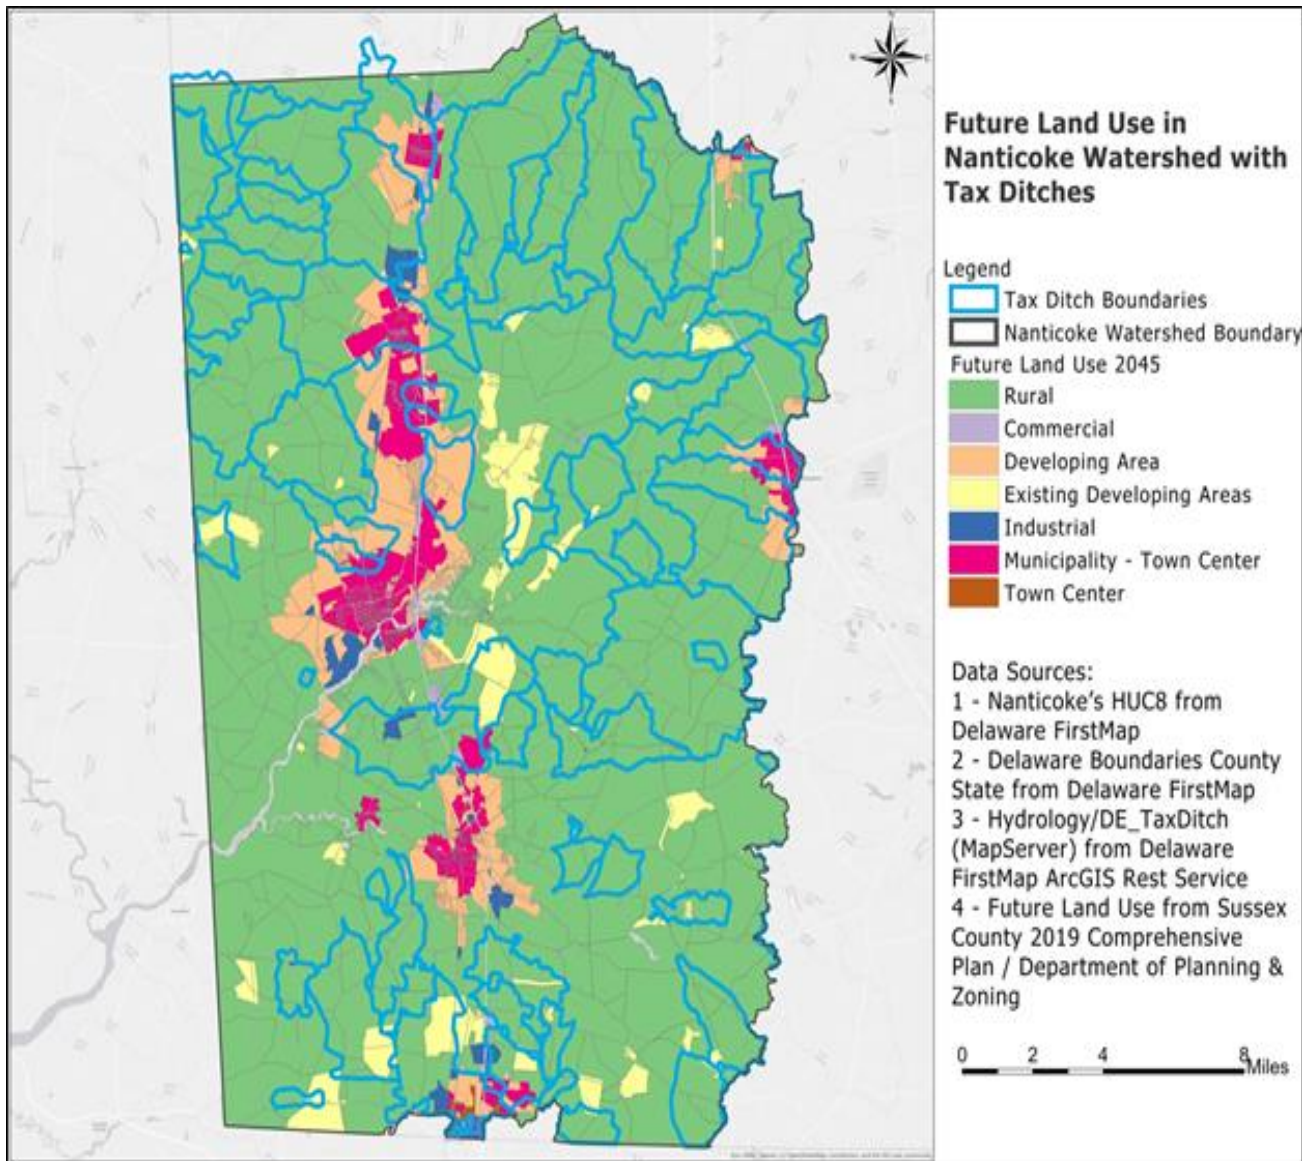 Future Land Use in
Nanticoke Watershed with
Tax Ditches
Legend
Tax Ditch Boundaries
Nanticoke Watershed Boundary
Future Land Use 2045
Rural
Commercial
Developing Area
Existing Developing Areas
Industrial
Municipality - Town Center
Town Center
Data Sources:
1 - Nanticoke's HUC8 from
Delaware FirstMap
2 - Delaware Boundaries County
State from Delaware FirstMap
3 - Hydrology/DE_TaxDitch
(MapServer) from Delaware
FirstMap ArcGIS Rest Service
4 - Future Land Use from Sussex
County 2019 Comprehensive
Plan / Department of Planning &
Zoning
0 2 4 8 Miles